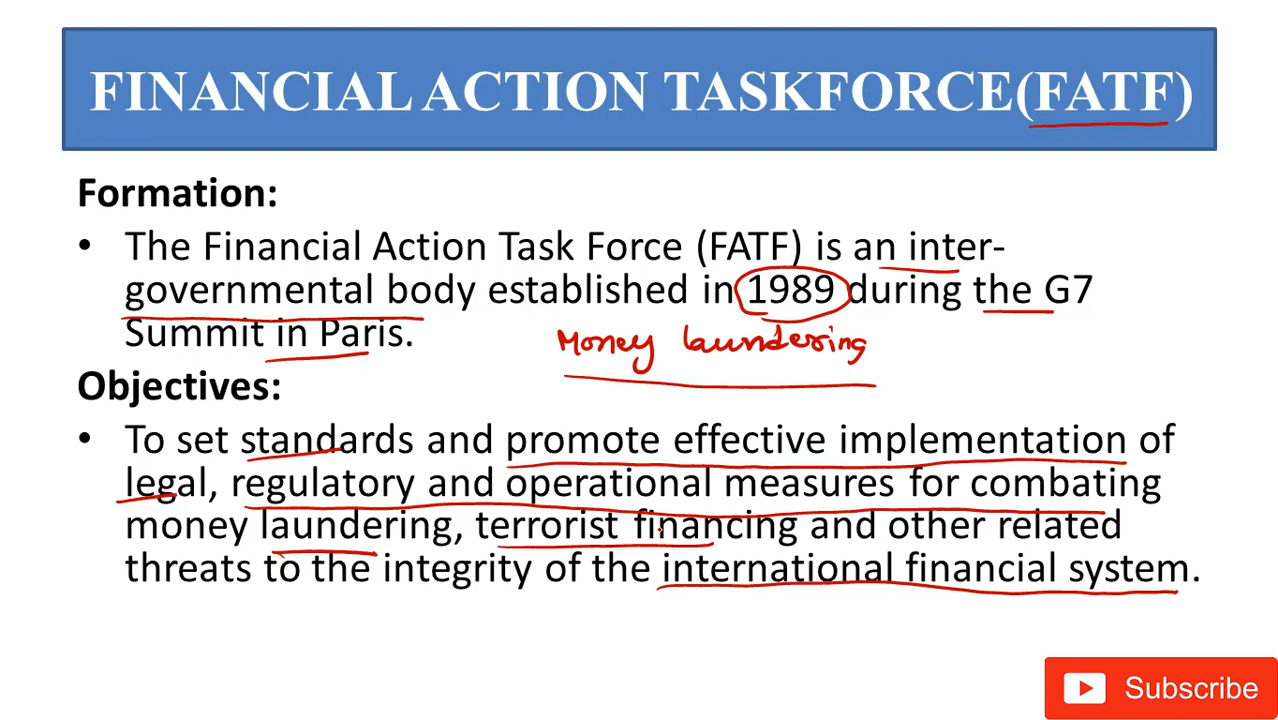 FINANCIAL ACTION TASKFORCE(FATF)
Formation:
• The Financial Action Task Force (FATF) is an inter-
governmental body established in 1989 during the G7
Summit in Paris.
Money laundering
Objectives:
• To set standards and promote effective implementation of
legal, regulatory and operational measures for combating
money laundering, terrorist financing and other related
threats to the integrity of the international financial system.
Subscribe